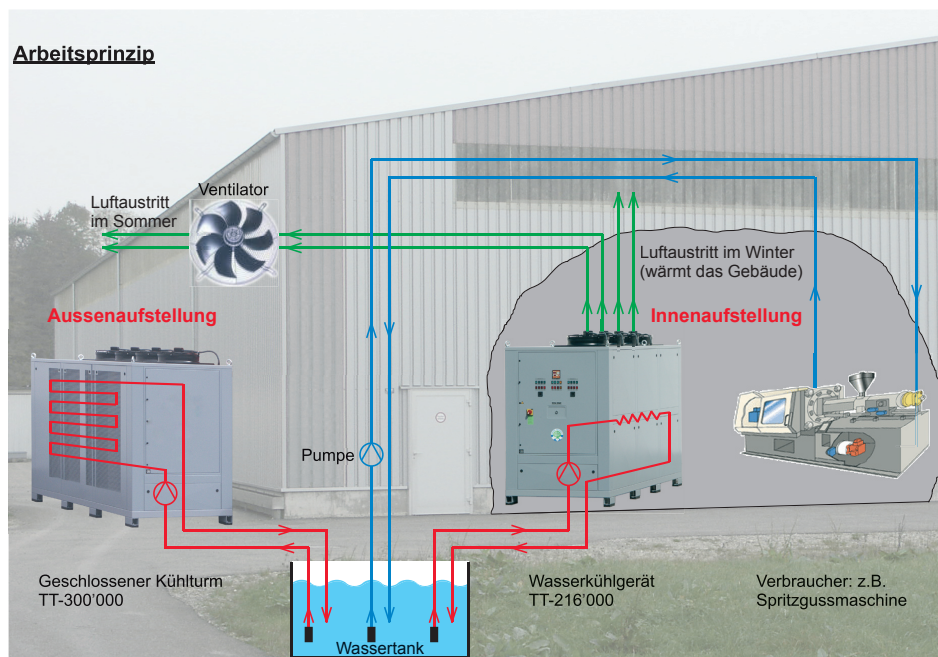 Arbeitsprinzip
Ventilator
Luftaustritt
im Sommer
Luftaustritt im Winter
(wärmt das Gebäude)
Aussenaufstellung
Innenaufstellung
Pumpe
Geschlossener Kühlturm
TT-300'000
Wasserkühlgerät
TT-216'000
Verbraucher: z.B.
Spritzgussmaschine
Wassertank